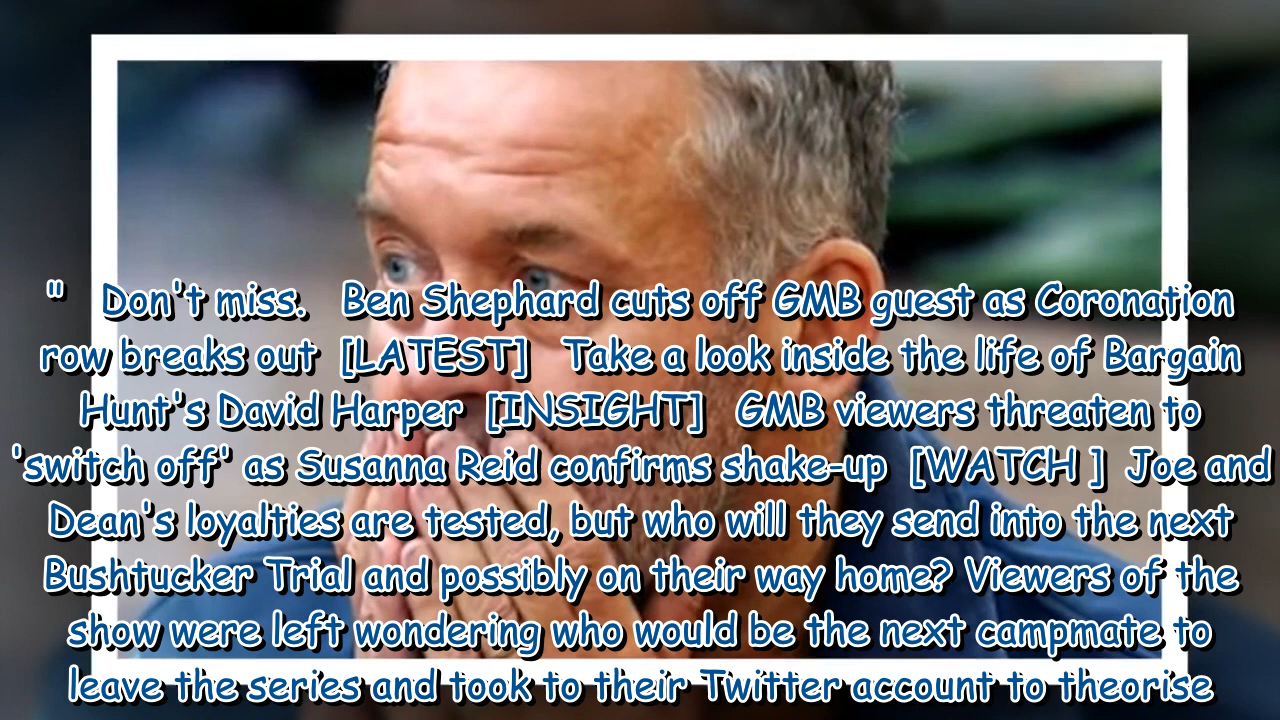 " Don't miss. Ben Shephard cuts off GMB guest as Coronation
row breaks out [LATEST] Take a look inside the life of Bargain
Hunt's David Harper [INSIGHT] GMB viewers threaten to
'switch off' as Susanna Reid confirms shake-up [WATCH ] Joe and
Dean's loyalties are tested, but who will they send into the next
Bushtucker Trial and possibly on their way home? Viewers of the
show were left wondering who would be the next campmate to
leave the series and took to their Twitter account to theorise